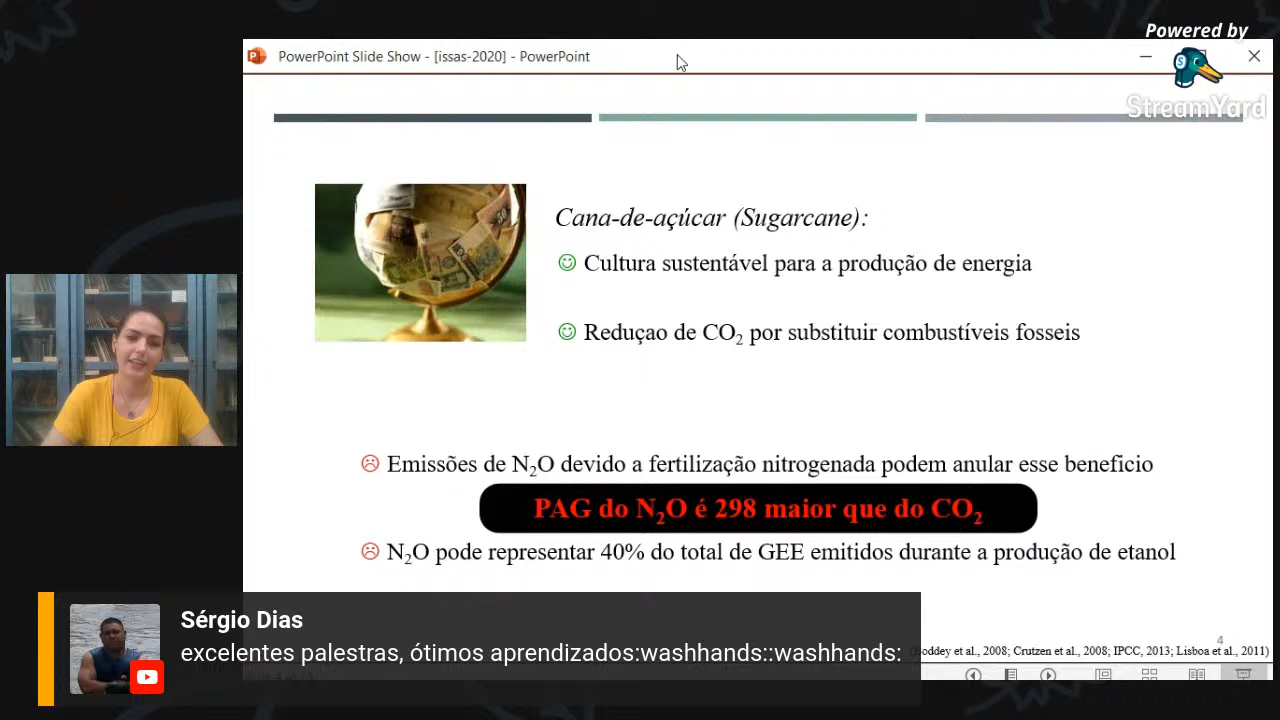 Powered by
StreamYard
PowerPoint Slide Show - [issas-2020] - PowerPoint
Cana-de-açúcar (Sugarcane):
Cultura sustentável para a produção de energia
Reduçao de CO₂ por substituir combustíveis fosseis
Emissões de N₂O devido a fertilização nitrogenada podem anular esse beneficio
PAG do N₂O é 298 maior que do CO₂
N₂O pode representar 40% do total de GEE emitidos durante a produção de etanol
4
et al., 2008; Crutzen et al., 2008; IPCC, 2013; Lisboa et al., 2011)
Sérgio Dias
excelentes palestras, ótimos aprendizados:washhands::washhands: